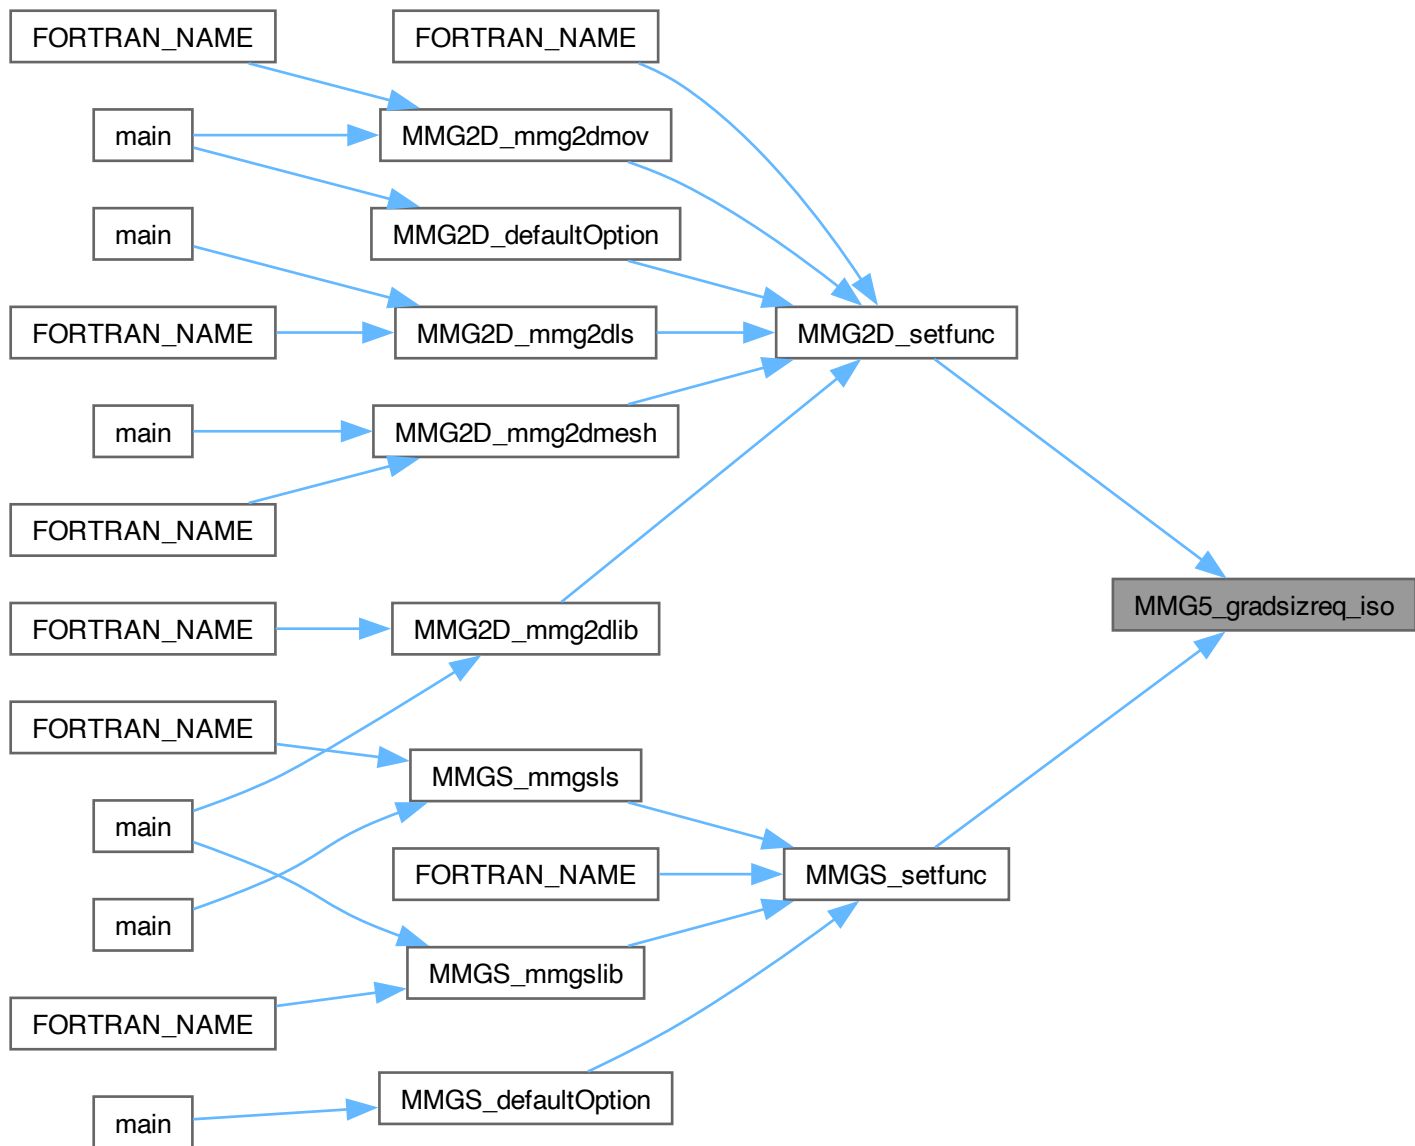 FORTRAN_NAME
FORTRAN_NAME
main
MMG2D_mmg2dmov
main
MMG2D_defaultOption
FORTRAN_NAME
MMG2D_mmg2dls
MMG2D_setfunc
main
MMG2D_mmg2dmesh
FORTRAN_NAME
MMG5_gradsizreq_iso
FORTRAN_NAME
MMG2D_mmg2dlib
FORTRAN_NAME
MMGS_mmgsls
main
FORTRAN_NAME
MMGS_setfunc
main
MMGS_mmgslib
FORTRAN_NAME
MMGS_defaultOption
main